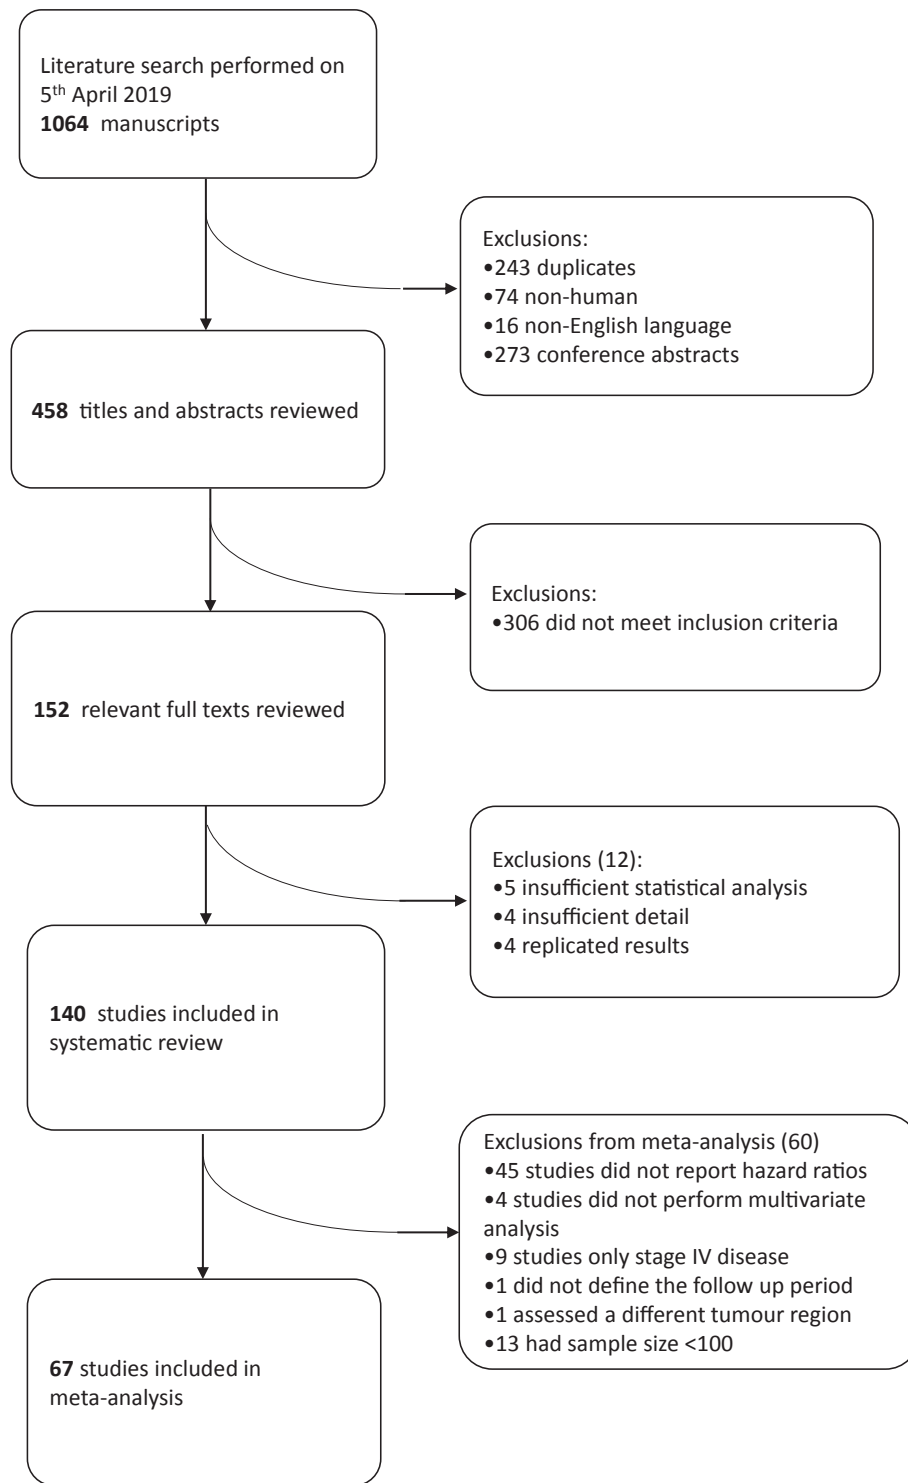 Literature search performed on
5th April 2019
1064 manuscripts
Exclusions:
•243 duplicates
•74 non-human
•16 non-English language
•273 conference abstracts
458 titles and abstracts reviewed
Exclusions:
•306 did not meet inclusion criteria
152 relevant full texts reviewed
Exclusions (12):
•5 insufficient statistical analysis
•4 insufficient detail
•4 replicated results
140 studies included in
systematic review
Exclusions from meta-analysis (60)
•45 studies did not report hazard ratios
•4 studies did not perform multivariate
analysis
•9 studies only stage IV disease
•1 did not define the follow up period
•1 assessed a different tumour region
•13 had sample size <100
67 studies included in
meta-analysis